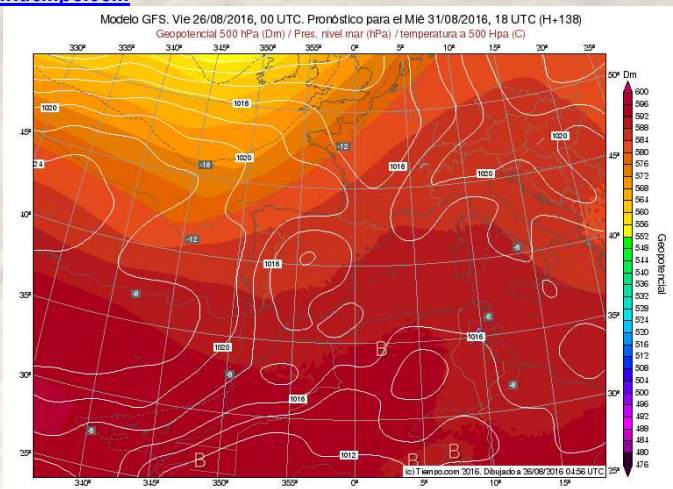 Modelo GFS. Vie 26/08/2016, 00 UTC. Pronóstico para el Mié 31/08/2016, 18 UTC (H+138)
Geopotencial 500 hPa (Dm) / Pres. nivel mar (hPa) / temperatura a 500 Hpa (C)
330º 335º 340º 345º 350º 355º 0º 5º 10º 15º 20º 25º
50º Dm
600
596
592
588
584
580
576
572
568
564
560
556
552
548
544
540
536
532
528
524
520
516
512
508
504
500
496
492
488
484
480
476
Geopotencial
1020 1016 1020
45º -12 45º
24 -16 1020 1016 1020
40º -12 40º
1016 -8
35º -8 35º
-8
1020 B 1016
30º -8 -8 30º
1016
-8
25º B 1012 B B 25º
(c) Tiempo.com 2016. Dibujado a 26/08/2016 04:56 UTC
340º 345º 350º 355º 0º 5º 10º 15º